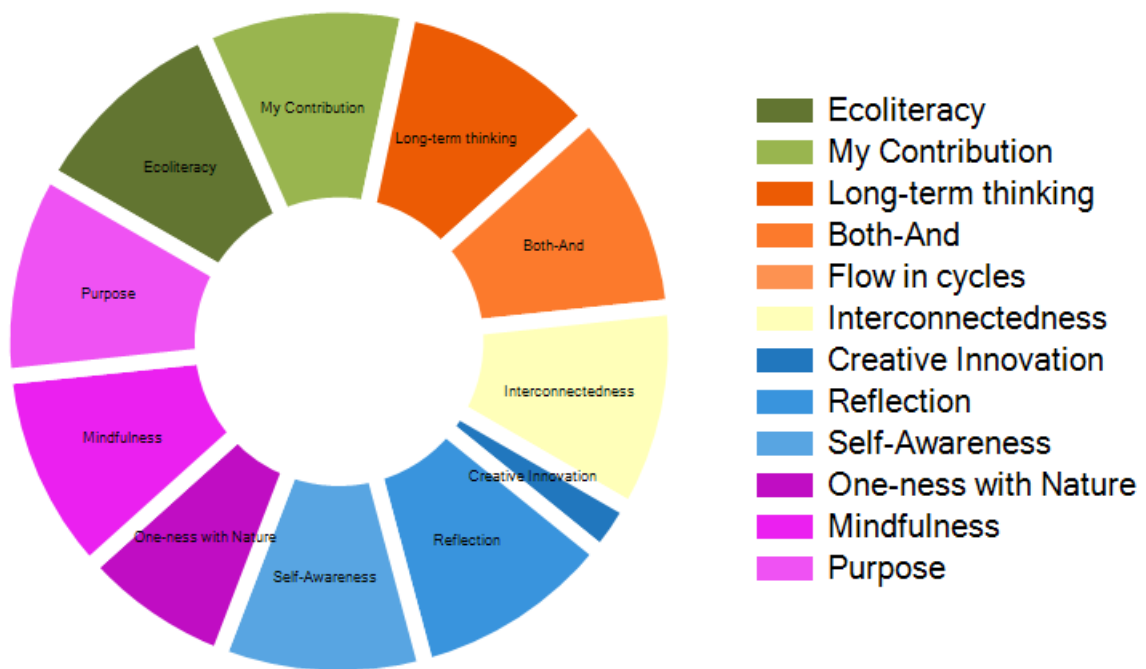 My Contribution
Long-term thinking
Ecoliteracy
Both-And
Purpose
Interconnectedness
Mindfulness
Creative Innovation
One-ness with Nature
Reflection
Self-Awareness
Ecoliteracy
My Contribution
Long-term thinking
Both-And
Flow in cycles
Interconnectedness
Creative Innovation
Reflection
Self-Awareness
One-ness with Nature
Mindfulness
Purpose